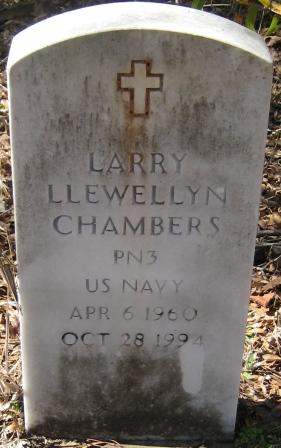 LARRY
LLEWELLYN
CHAMBERS
PN3
US NAVY
APR 6 1960
OCT 28 1994